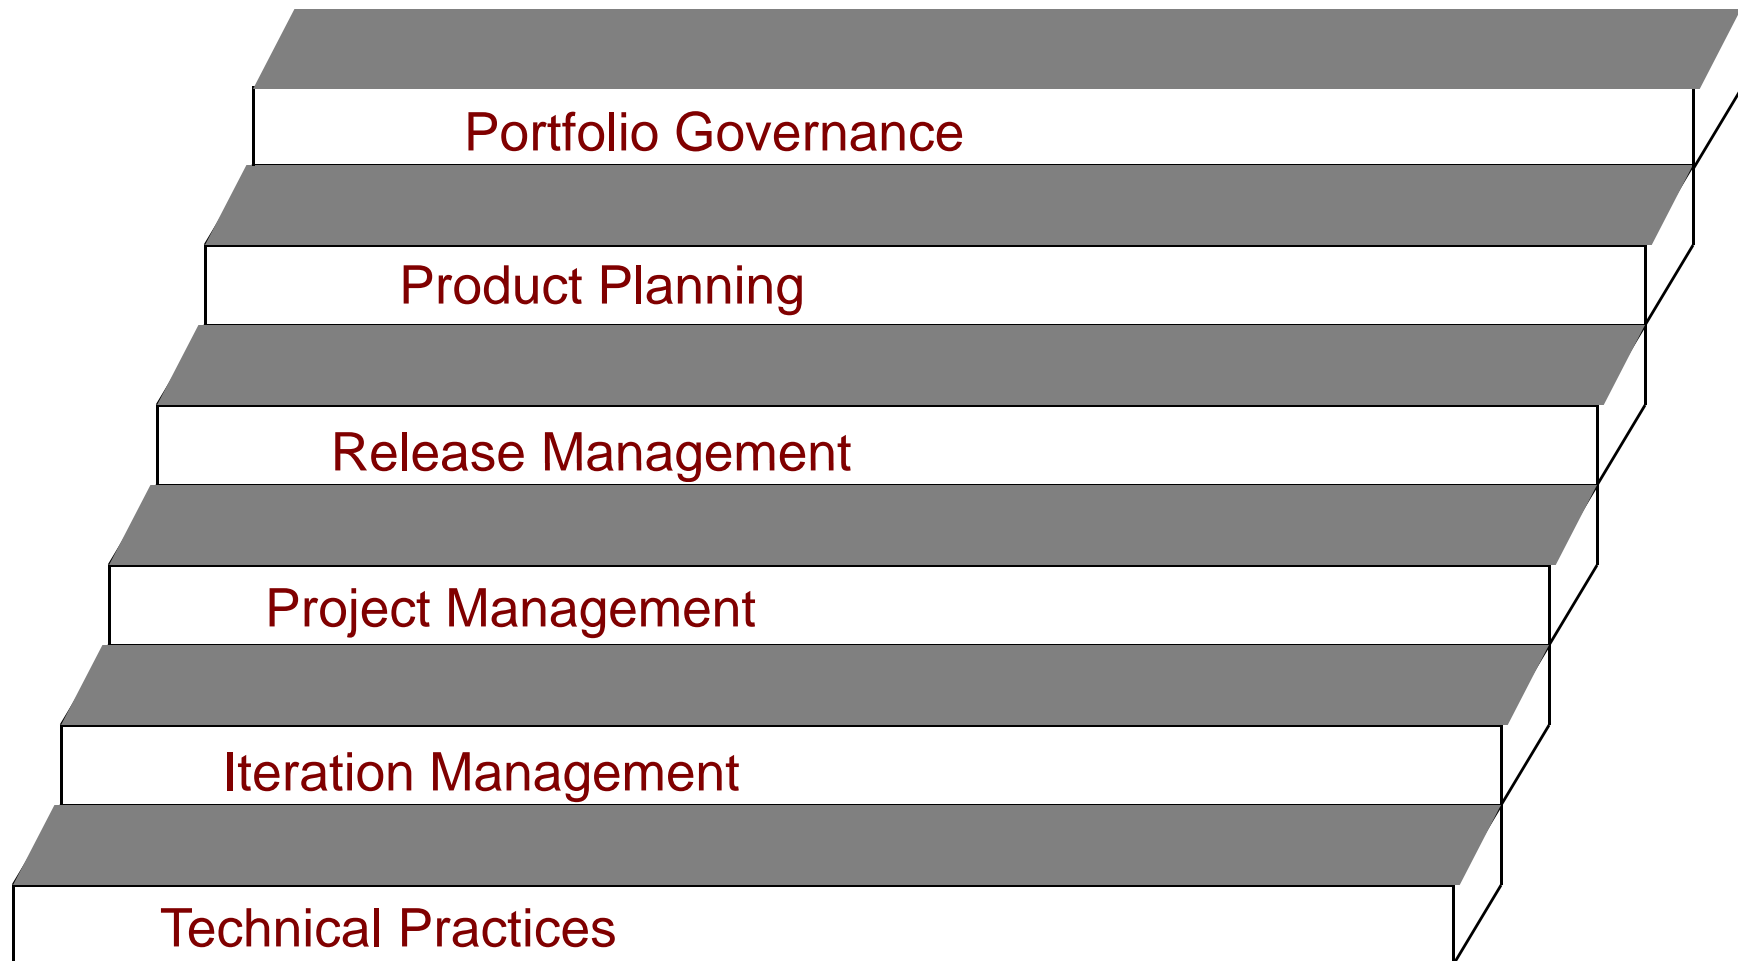 Portfolio Governance
Product Planning
Release Management
Project Management
Iteration Management
Technical Practices